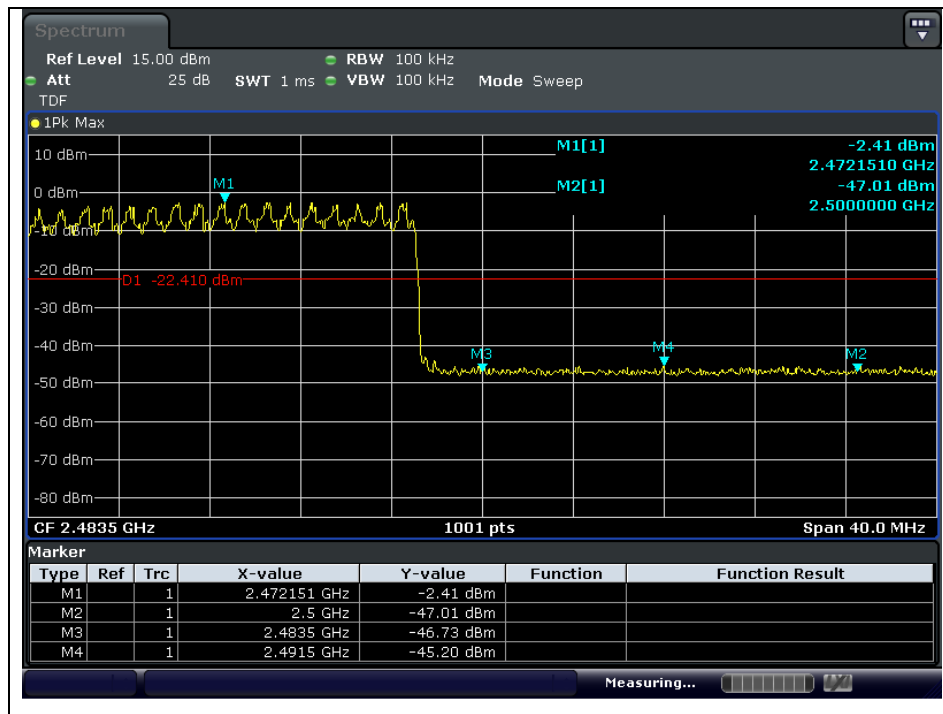 Spectrum
Ref Level 15.00 dBm RBW 100 kHz
Att 25 dB SWT 1 ms VBW 100 kHz Mode Sweep
TDF
1Pk Max
M1[1] -2.41 dBm
2.4721510 GHz
M2[1] -47.01 dBm
2.5000000 GHz
10 dBm
M1
0 dBm
-10 dBm
-20 dBm
D1 -22.410 dBm
-30 dBm
-40 dBm
M3
M4
M2
-50 dBm
-60 dBm
-70 dBm
-80 dBm
CF 2.4835 GHz 1001 pts Span 40.0 MHz
Marker
Type Ref Trc X-value Y-value Function Function Result
M1 1 2.472151 GHz -2.41 dBm
M2 1 2.5 GHz -47.01 dBm
M3 1 2.4835 GHz -46.73 dBm
M4 1 2.4915 GHz -45.20 dBm
Measuring...